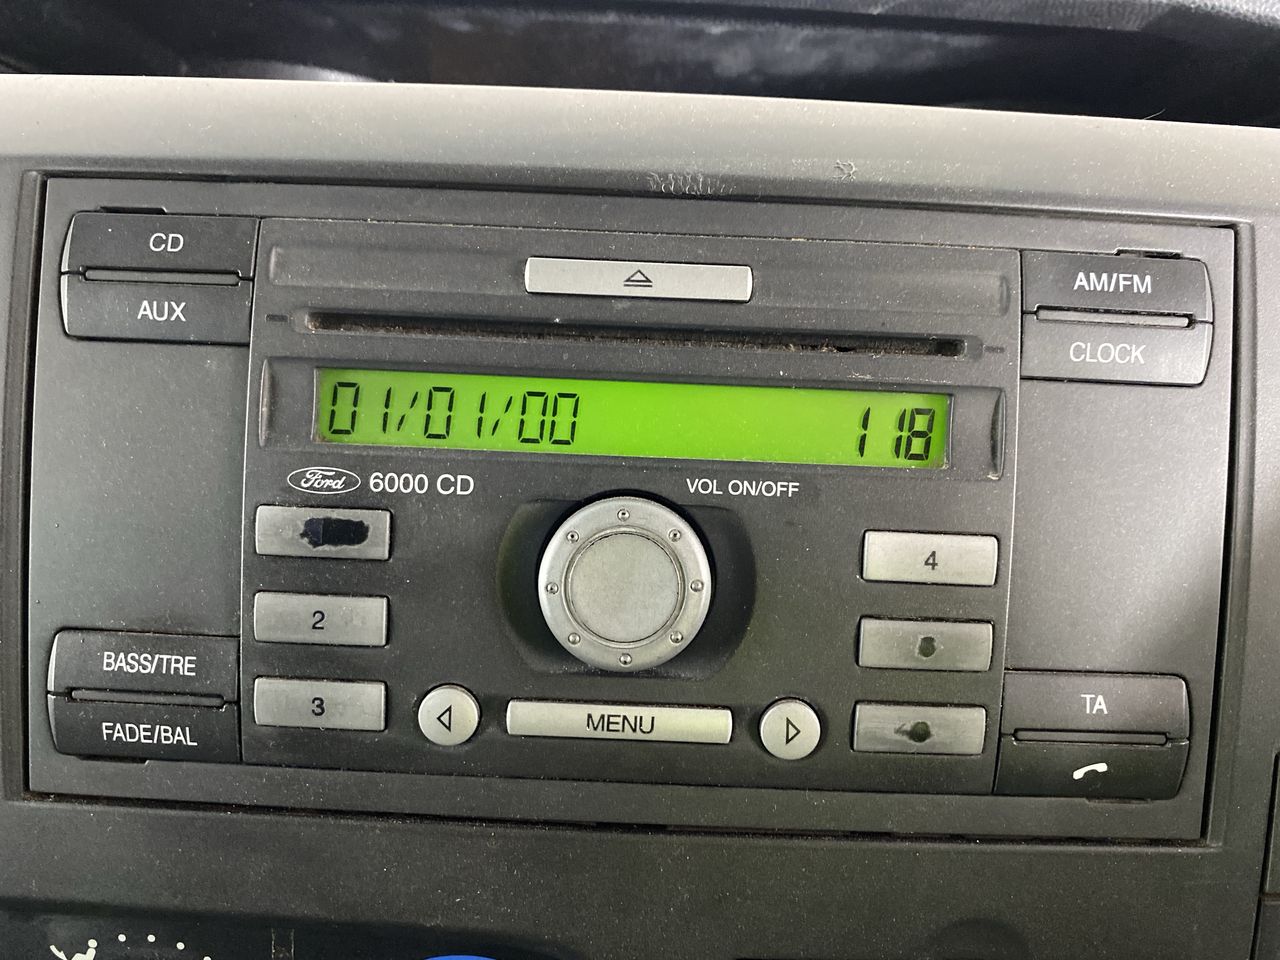 CD
AUX
AM/FM
CLOCK
01/01/00 118
Ford 6000 CD
VOL ON/OFF
4
2
3
BASS/TRE
FADE/BAL
MENU
TA